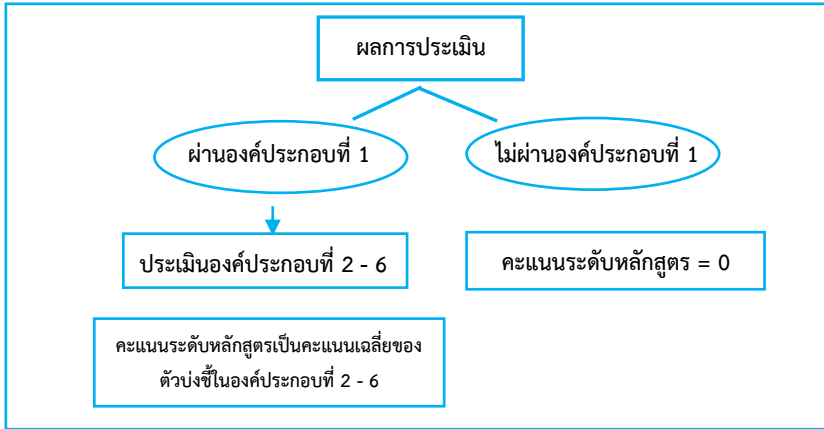 ผลการประเมิน
ผ่านองค์ประกอบที่ 1
ไม่ผ่านองค์ประกอบที่ 1
ประเมินองค์ประกอบที่ 2 - 6
คะแนนระดับหลักสูตร = 0
คะแนนระดับหลักสูตรเป็นคะแนนเฉลี่ยของ
ตัวบ่งชี้ในองค์ประกอบที่ 2 - 6